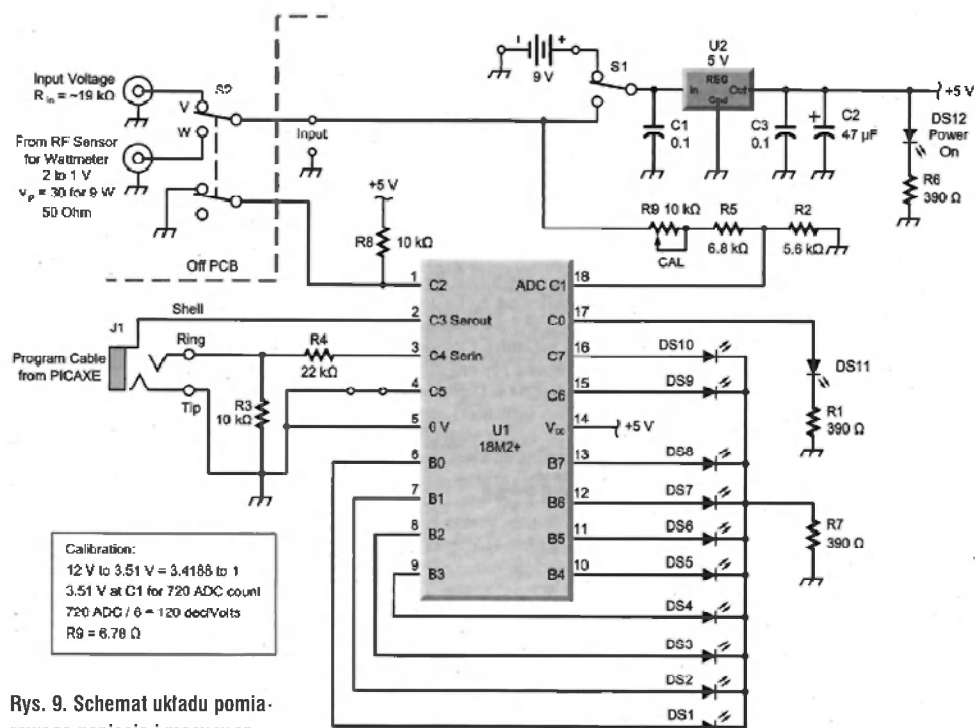 Input Voltage
R in = ~19 kΩ
From RF Sensor
for Wattmeter
2 to 1 V
Vp = 30 for 9 W
50 Ohm
S2
V
W
Off PCB
Input
- +
9 V
S1
U2
5 V
REG
In Out
Gnd
C1
0.1
C3
0.1
+ C2
47 µF
+5 V
DS12
Power
On
R6
390 Ω
+5 V
R8 10 kΩ
R9 10 kΩ
CAL
R5
6.8 kΩ
R2
5.6 kΩ
J1
Shell
Ring
Tip
Program Cable
from PICAXE
R4
22 kΩ
R3
10 kΩ
1 C2
2 C3 Serout
3 C4 Serin
4 C5
5 0 V
6 B0
7 B1
8 B2
9 B3
U1
18M2+
ADC C1 18
C0 17
C7 16
C6 15
14
B7 13
B6 12
B5 11
B4 10
+5 V
DS10
DS9
DS8
DS7
DS6
DS5
DS4
DS3
DS2
DS1
DS11
R1
390 Ω
R7
390 Ω
Calibration:
12 V to 3.51 V = 3.4188 to 1
3.51 V at C1 for 720 ADC count
720 ADC / 6 = 120 dec/Volts
R9 = 6.78 Ω
Rys. 9. Schemat układu pomia-